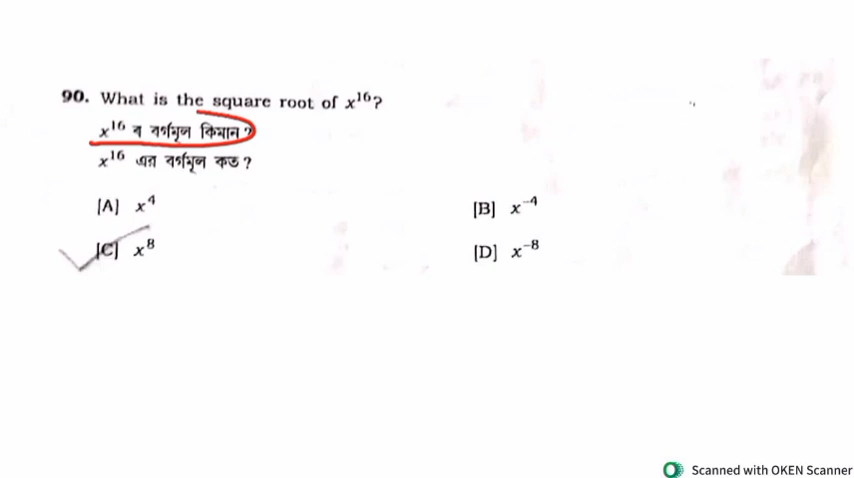 90. What is the square root of x¹⁶?
x¹⁶ ৰ বৰ্গমূল কিমান ?
x¹⁶ এর বর্গমূল কত ?
[A] x⁴ [B] x⁻⁴
[C] x⁸ [D] x⁻⁸
Scanned with OKEN Scanner